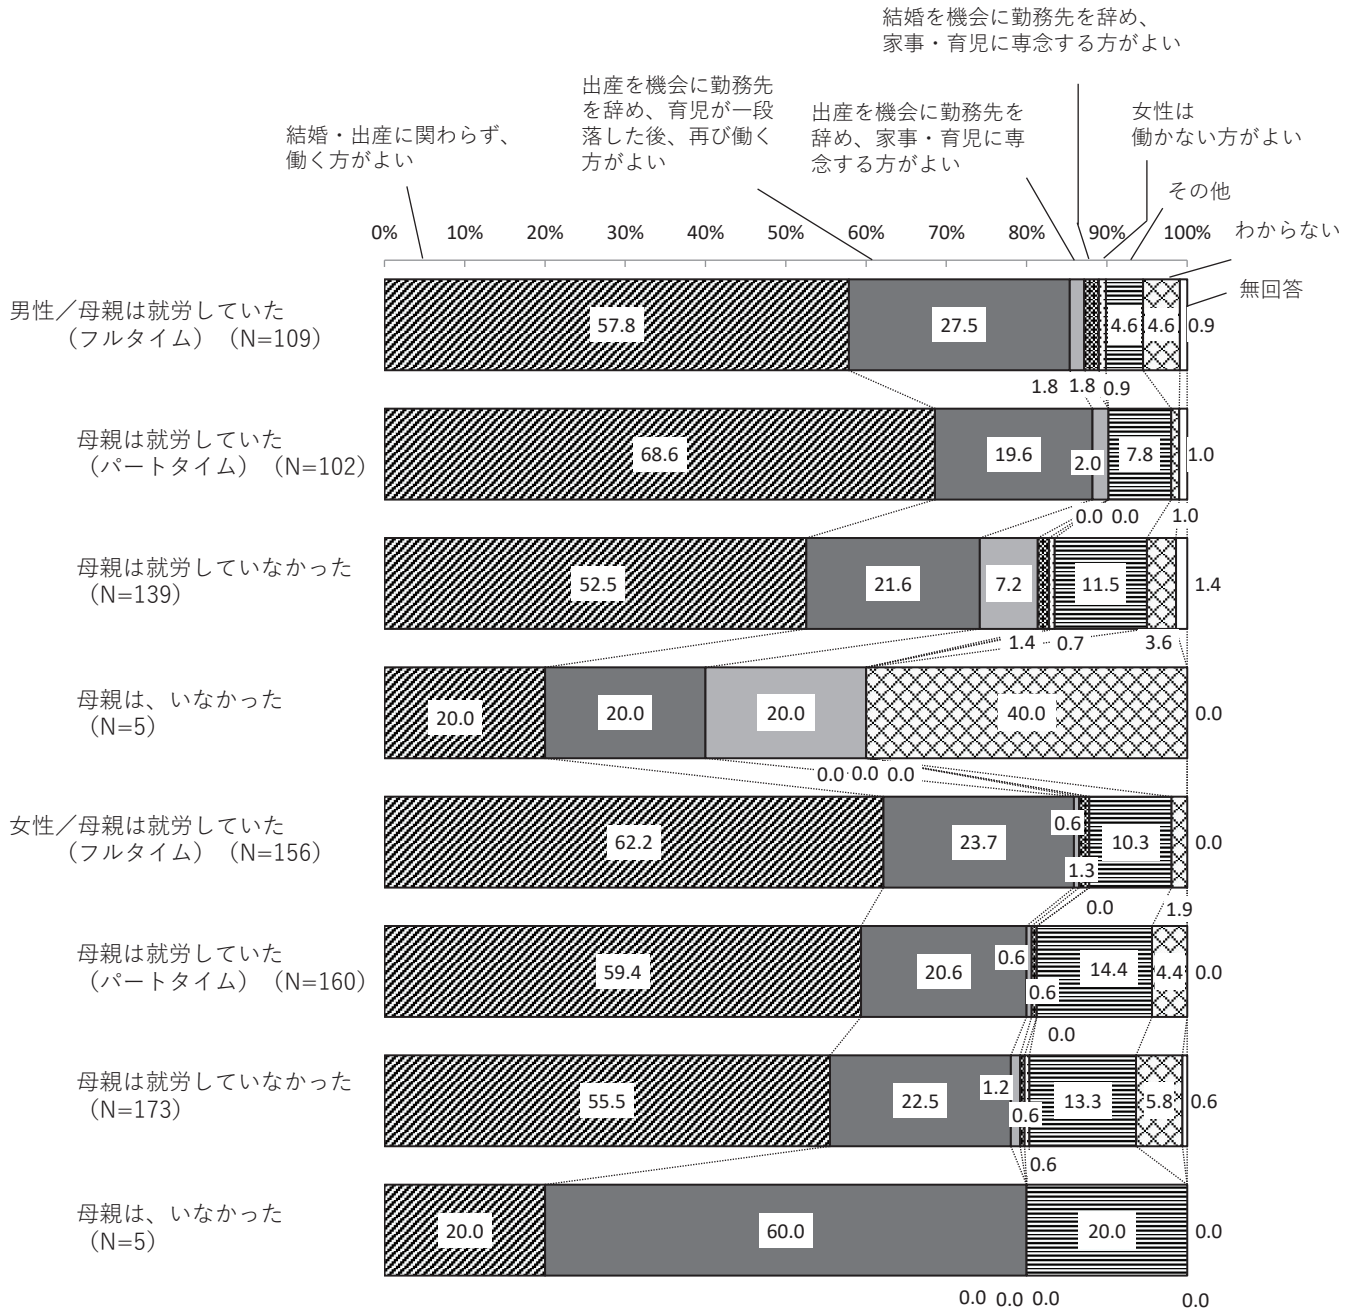 結婚を機会に勤務先を辞め、
家事・育児に専念する方がよい
出産を機会に勤務先
を辞め、育児が一段
落した後、再び働く
方がよい
出産を機会に勤務先を
辞め、家事・育児に専
念する方がよい
女性は
働かない方がよい
結婚・出産に関わらず、
働く方がよい
その他
わからない
無回答
0% 10% 20% 30% 40% 50% 60% 70% 80% 90% 100%
男性／母親は就労していた
（フルタイム）（N=109）
57.8 27.5 4.6 4.6 0.9
1.8 1.8 0.9
母親は就労していた
（パートタイム）（N=102）
68.6 19.6 2.0 7.8 1.0
0.0 0.0 1.0
母親は就労していなかった
（N=139）
52.5 21.6 7.2 11.5 1.4
1.4 0.7 3.6
母親は、いなかった
（N=5）
20.0 20.0 20.0 40.0 0.0
0.0 0.0 0.0
女性／母親は就労していた
（フルタイム）（N=156）
62.2 23.7 0.6 1.3 10.3 0.0
0.0 1.9
母親は就労していた
（パートタイム）（N=160）
59.4 20.6 0.6 0.6 14.4 4.4 0.0
0.0
母親は就労していなかった
（N=173）
55.5 22.5 1.2 0.6 13.3 5.8 0.6
0.6
母親は、いなかった
（N=5）
20.0 60.0 20.0 0.0
0.0 0.0 0.0 0.0